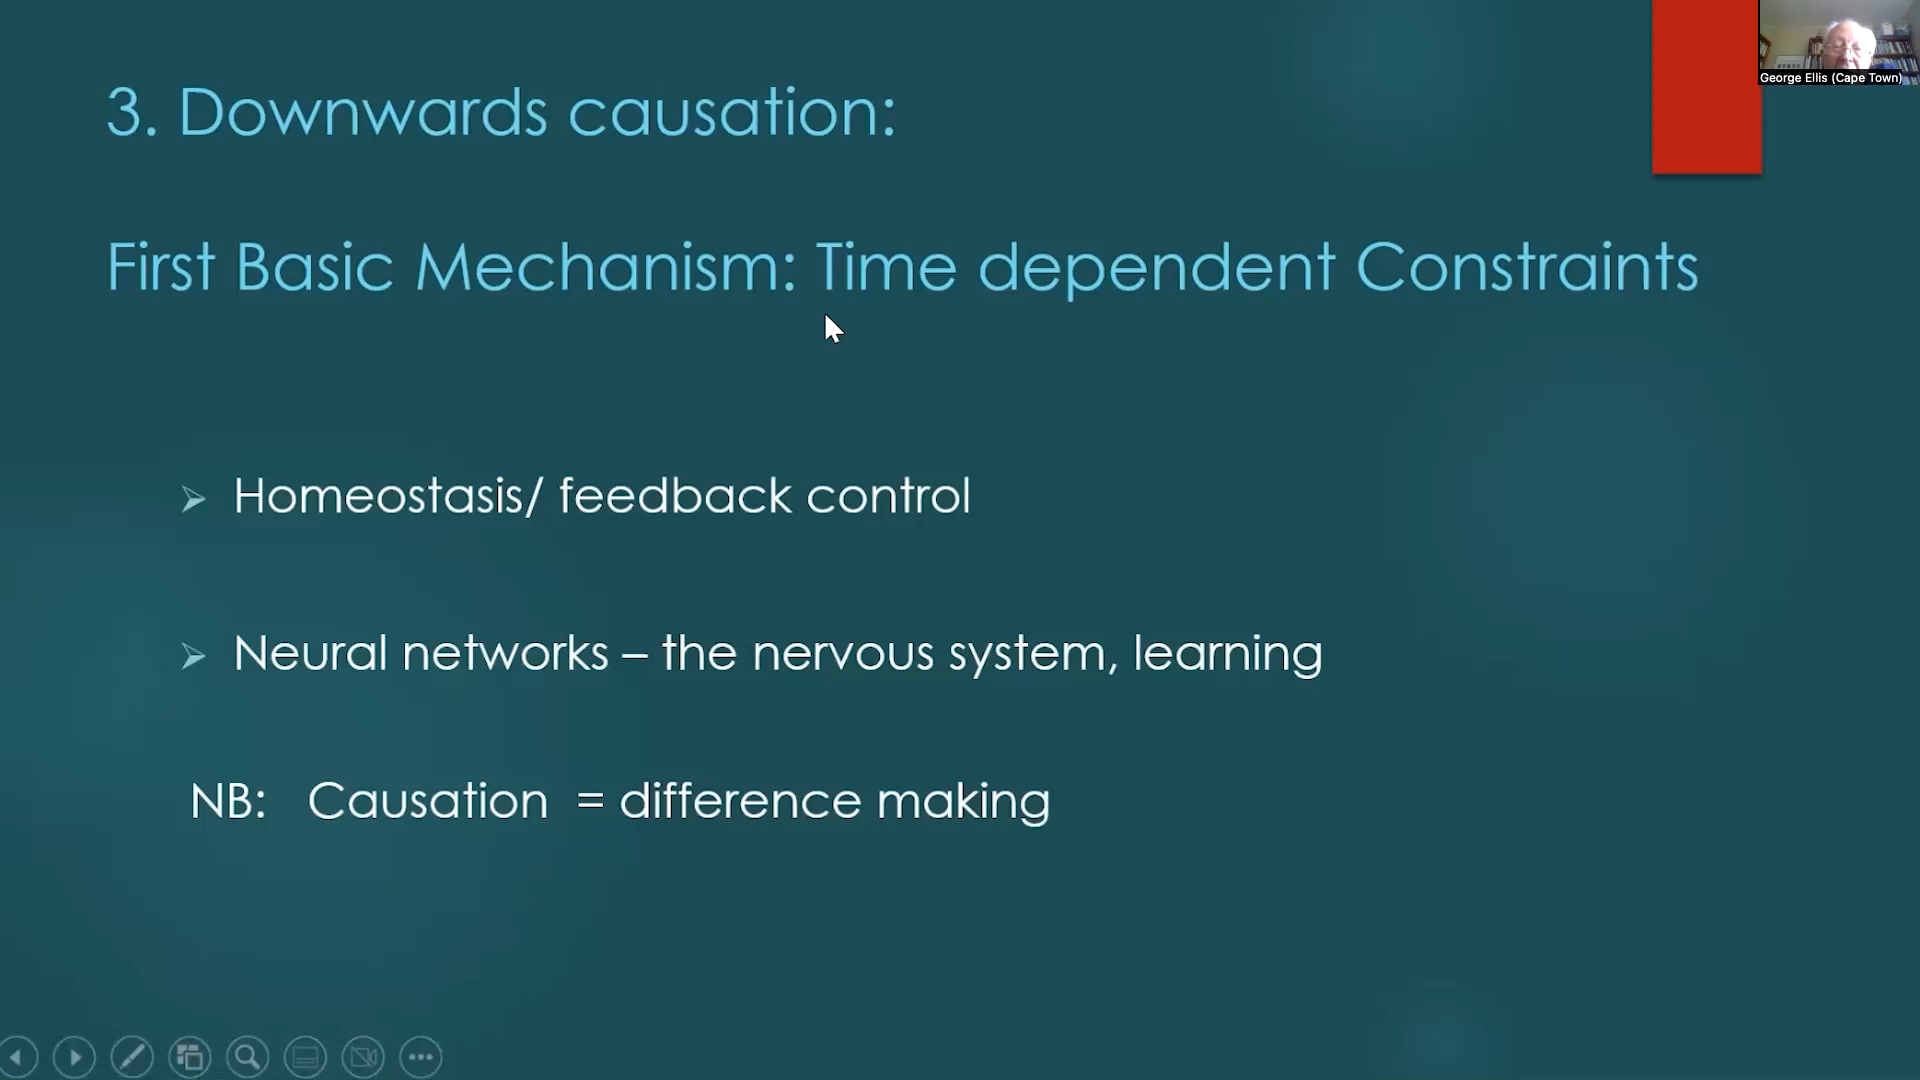 George Ellis (Cape Town)
3. Downwards causation:
First Basic Mechanism: Time dependent Constraints
Homeostasis/ feedback control
Neural networks – the nervous system, learning
NB: Causation = difference making